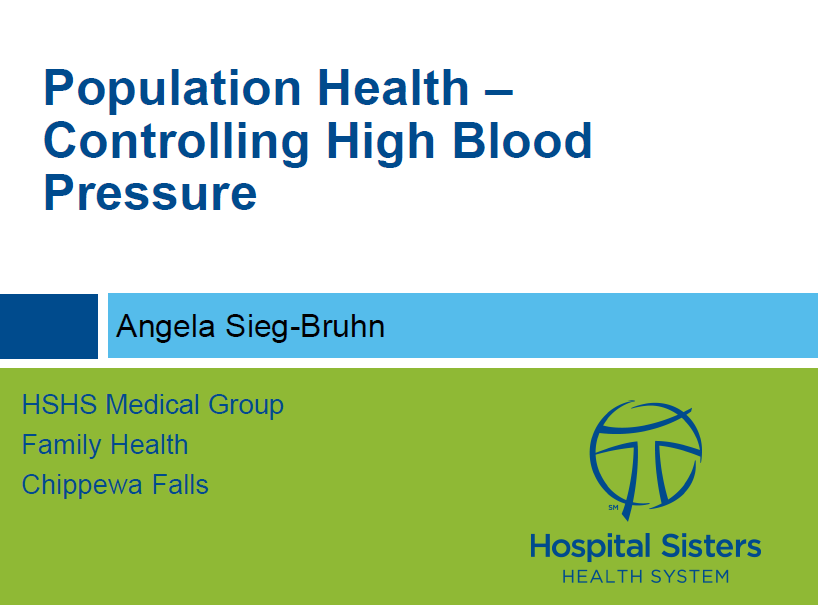 Population Health –
Controlling High Blood
Pressure
Angela Sieg-Bruhn
HSHS Medical Group
Family Health
Chippewa Falls
SM
Hospital Sisters
HEALTH SYSTEM